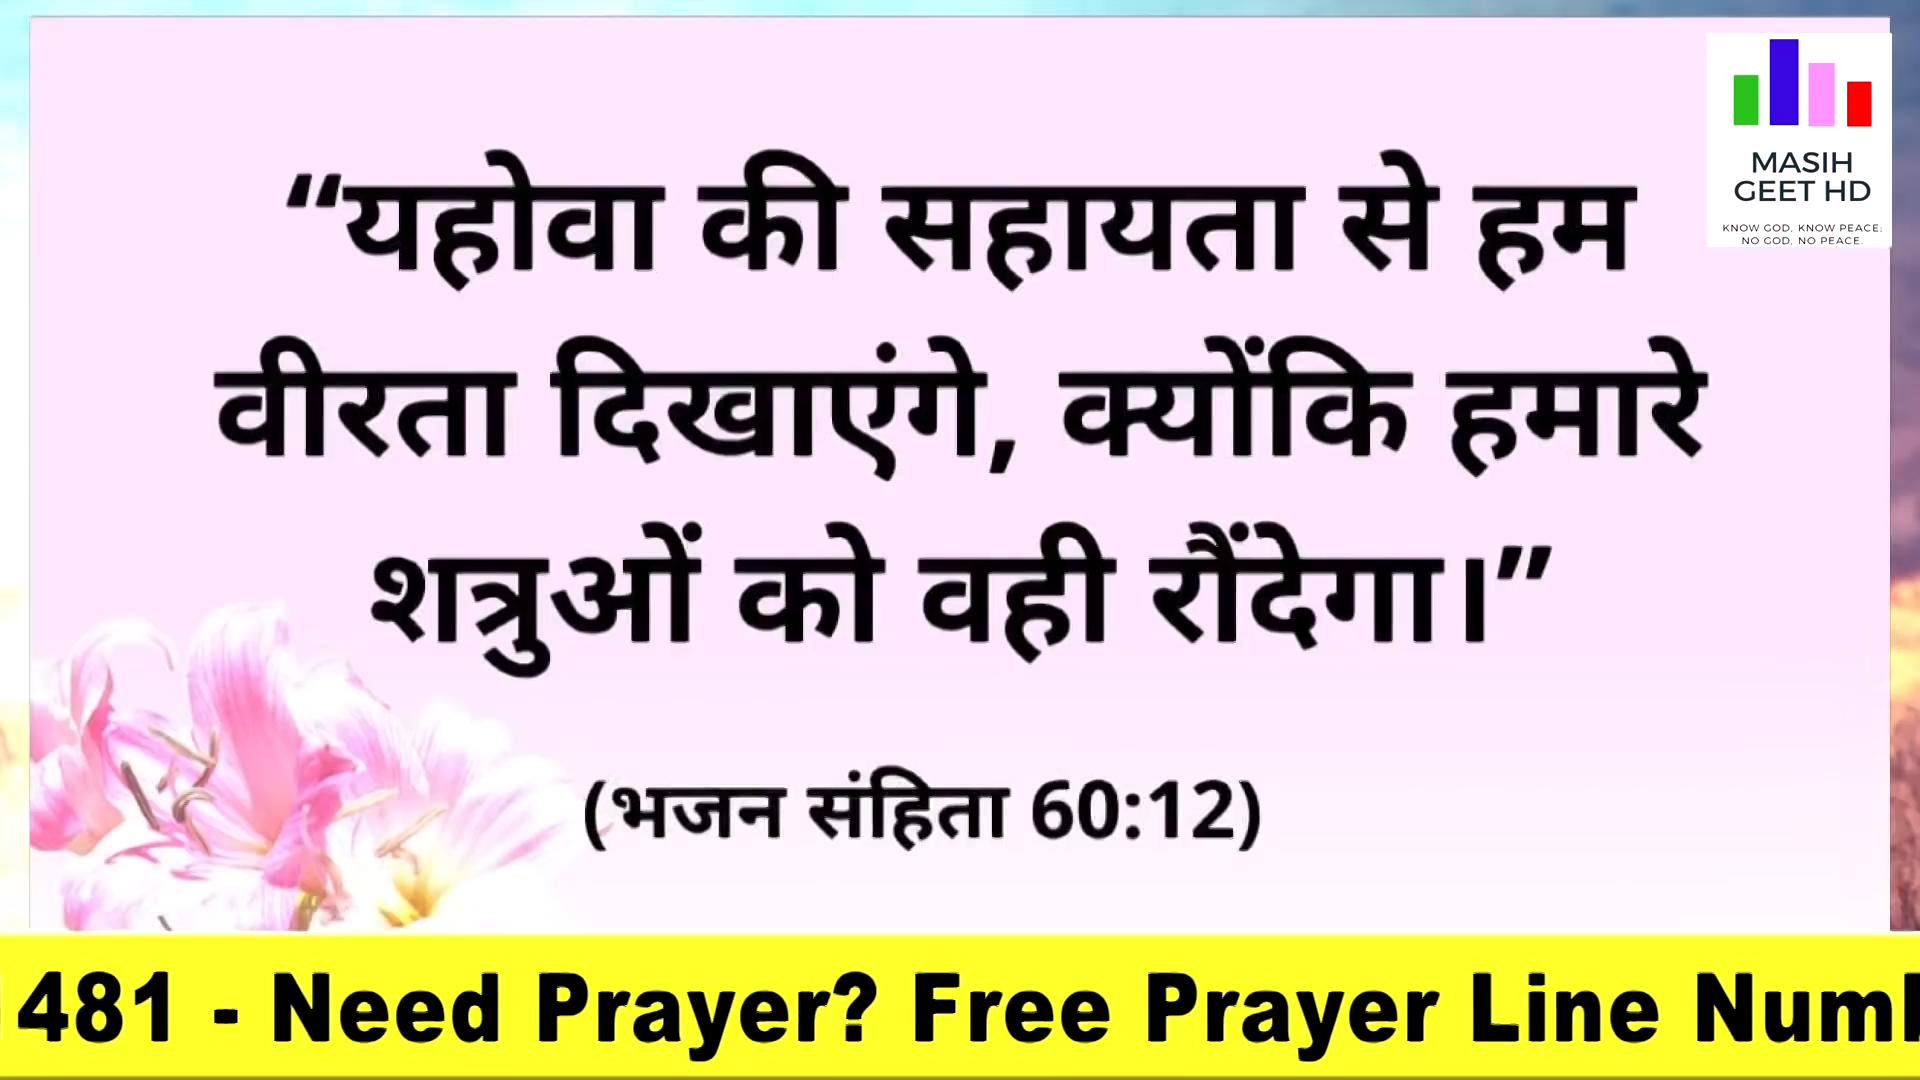 “यहोवा की सहायता से हम
वीरता दिखाएंगे, क्योंकि हमारे
शत्रुओं को वही रौंदेगा।”
(भजन संहिता 60:12)
MASIH
GEET HD
KNOW GOD, KNOW PEACE;
NO GOD, NO PEACE.
481 - Need Prayer? Free Prayer Line